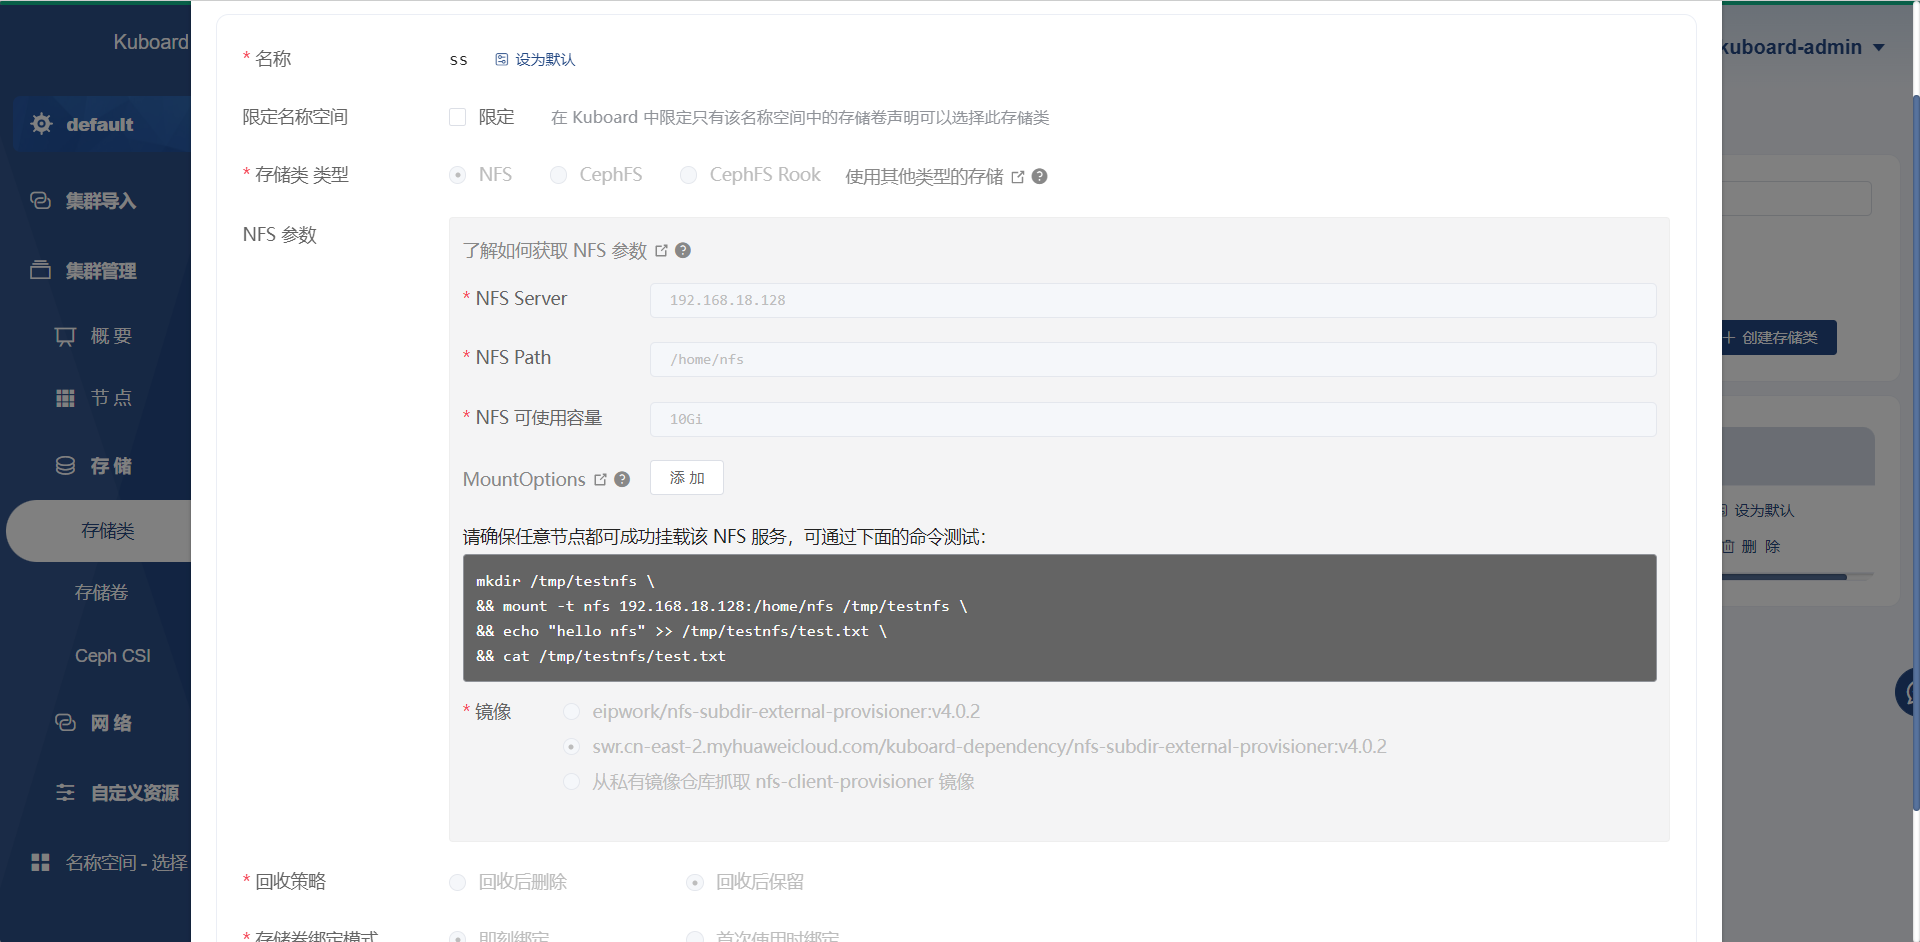 Kuboard
default
集群导入
集群管理
概 要
节 点
存 储
存储类
存储卷
Ceph CSI
网 络
自定义资源
名称空间 - 选择
* 名称
ss
设为默认
限定名称空间
限定
在 Kuboard 中限定只有该名称空间中的存储卷声明可以选择此存储类
* 存储类 类型
NFS
CephFS
CephFS Rook
使用其他类型的存储
NFS 参数
了解如何获取 NFS 参数
* NFS Server
192.168.18.128
* NFS Path
/home/nfs
* NFS 可使用容量
10Gi
MountOptions
添 加
请确保任意节点都可成功挂载该 NFS 服务，可通过下面的命令测试：
mkdir /tmp/testnfs \
&& mount -t nfs 192.168.18.128:/home/nfs /tmp/testnfs \
&& echo "hello nfs" >> /tmp/testnfs/test.txt \
&& cat /tmp/testnfs/test.txt
* 镜像
eipwork/nfs-subdir-external-provisioner:v4.0.2
swr.cn-east-2.myhuaweicloud.com/kuboard-dependency/nfs-subdir-external-provisioner:v4.0.2
从私有镜像仓库抓取 nfs-client-provisioner 镜像
* 回收策略
回收后删除
回收后保留
* 存储卷绑定模式
即刻绑定
首次使用时绑定
kuboard-admin
+ 创建存储类
设为默认
删 除